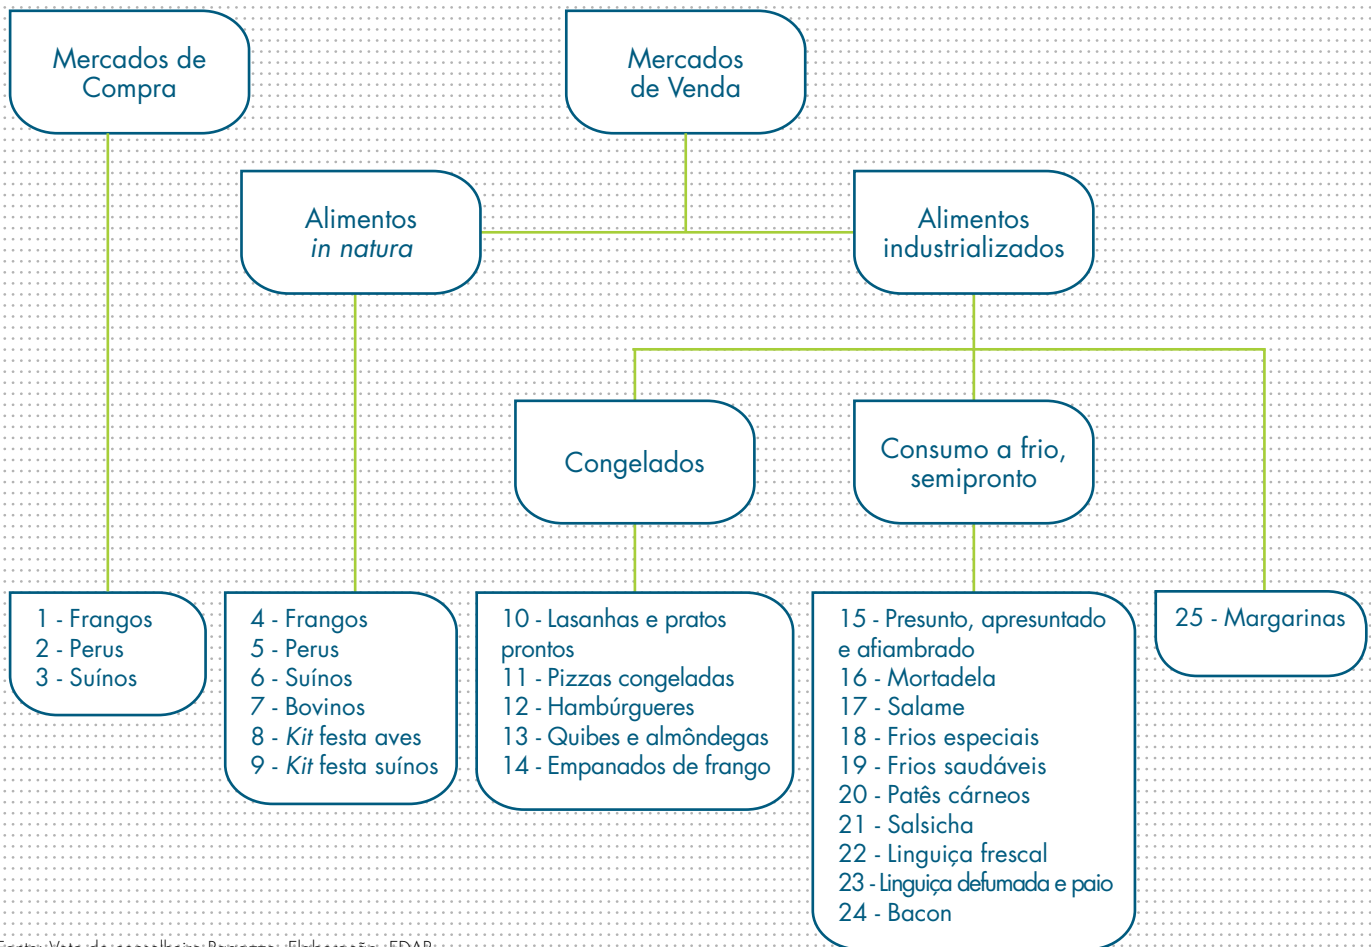 Mercados de
Compra
Mercados
de Venda
Alimentos
in natura
Alimentos
industrializados
Congelados
Consumo a frio,
semipronto
1 - Frangos
2 - Perus
3 - Suínos
4 - Frangos
5 - Perus
6 - Suínos
7 - Bovinos
8 - Kit festa aves
9 - Kit festa suínos
10 - Lasanhas e pratos
prontos
11 - Pizzas congeladas
12 - Hambúrgueres
13 - Quibes e almôndegas
14 - Empanados de frango
15 - Presunto, apresuntado
e afiambrado
16 - Mortadela
17 - Salame
18 - Frios especiais
19 - Frios saudáveis
20 - Patês cárneos
21 - Salsicha
22 - Linguiça frescal
23 - Linguiça defumada e paio
24 - Bacon
25 - Margarinas